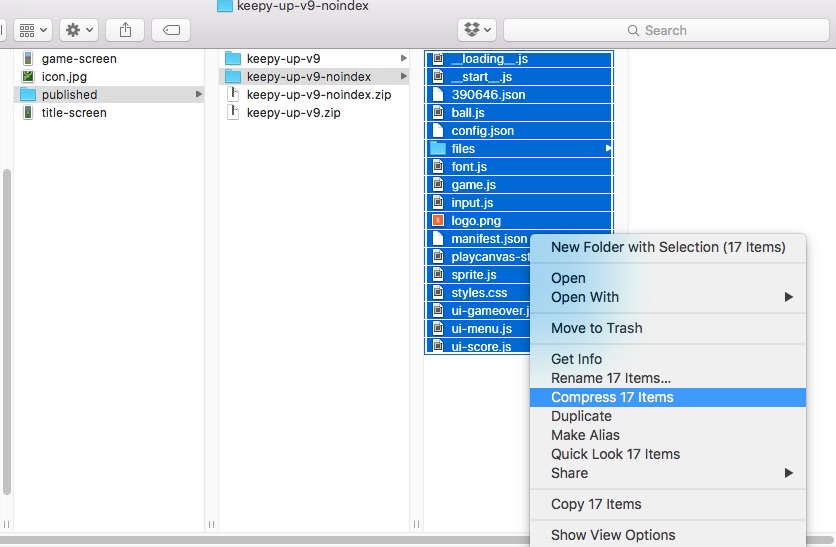 keepy-up-v9-noindex
Search
game-screen
icon.jpg
published
title-screen
keepy-up-v9
keepy-up-v9-noindex
keepy-up-v9-noindex.zip
keepy-up-v9.zip
__loading__.js
__start__.js
390646.json
ball.js
config.json
files
font.js
game.js
input.js
logo.png
manifest.json
playcanvas-st
sprite.js
styles.css
ui-gameover.j
ui-menu.js
ui-score.js
New Folder with Selection (17 Items)
Open
Open With
Move to Trash
Get Info
Rename 17 Items...
Compress 17 Items
Duplicate
Make Alias
Quick Look 17 Items
Share
Copy 17 Items
Show View Options